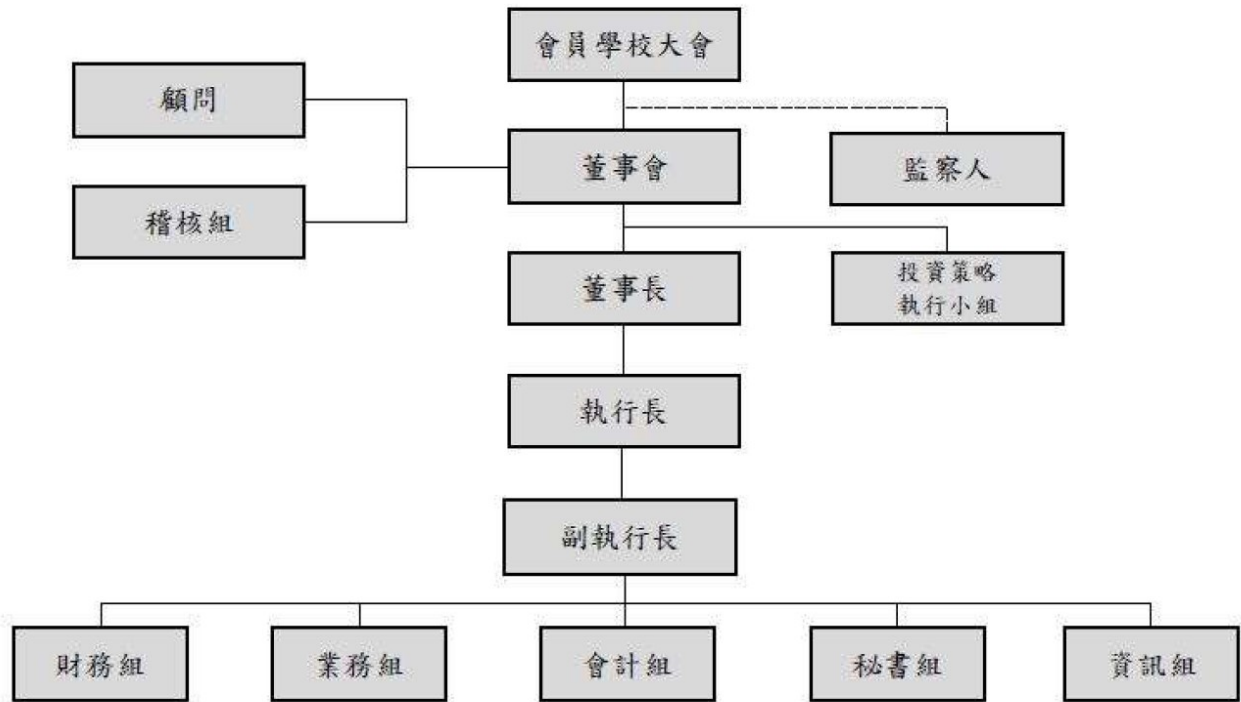 會員學校大會
顧問
董事會
監察人
稽核組
董事長
投資策略
執行小組
執行長
副執行長
財務組
業務組
會計組
秘書組
資訊組